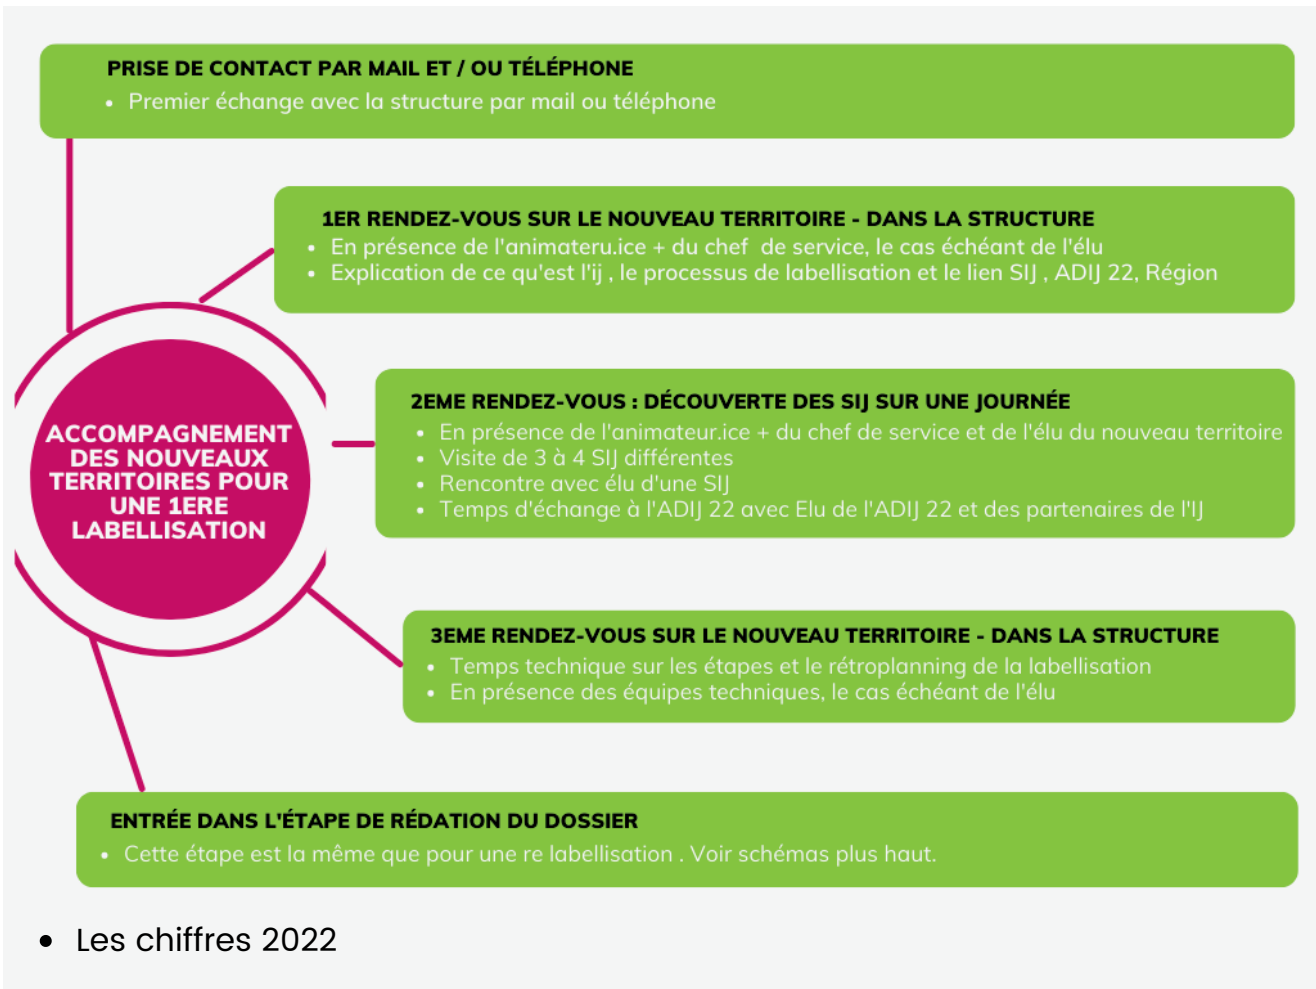 PRISE DE CONTACT PAR MAIL ET / OU TÉLÉPHONE
• Premier échange avec la structure par mail ou téléphone
1ER RENDEZ-VOUS SUR LE NOUVEAU TERRITOIRE - DANS LA STRUCTURE
• En présence de l'animateru.ice + du chef de service, le cas échéant de l'élu
• Explication de ce qu'est l'ij , le processus de labellisation et le lien SIJ , ADIJ 22, Région
2EME RENDEZ-VOUS : DÉCOUVERTE DES SIJ SUR UNE JOURNÉE
• En présence de l'animateur.ice + du chef de service et de l'élu du nouveau territoire
• Visite de 3 à 4 SIJ différentes
• Rencontre avec élu d'une SIJ
• Temps d'échange à l'ADIJ 22 avec Elu de l'ADIJ 22 et des partenaires de l'IJ
ACCOMPAGNEMENT
DES NOUVEAUX
TERRITOIRES POUR
UNE 1ERE
LABELLISATION
3EME RENDEZ-VOUS SUR LE NOUVEAU TERRITOIRE - DANS LA STRUCTURE
• Temps technique sur les étapes et le rétroplanning de la labellisation
• En présence des équipes techniques, le cas échéant de l'élu
ENTRÉE DANS L'ÉTAPE DE RÉDATION DU DOSSIER
• Cette étape est la même que pour une re labellisation . Voir schémas plus haut.
• Les chiffres 2022